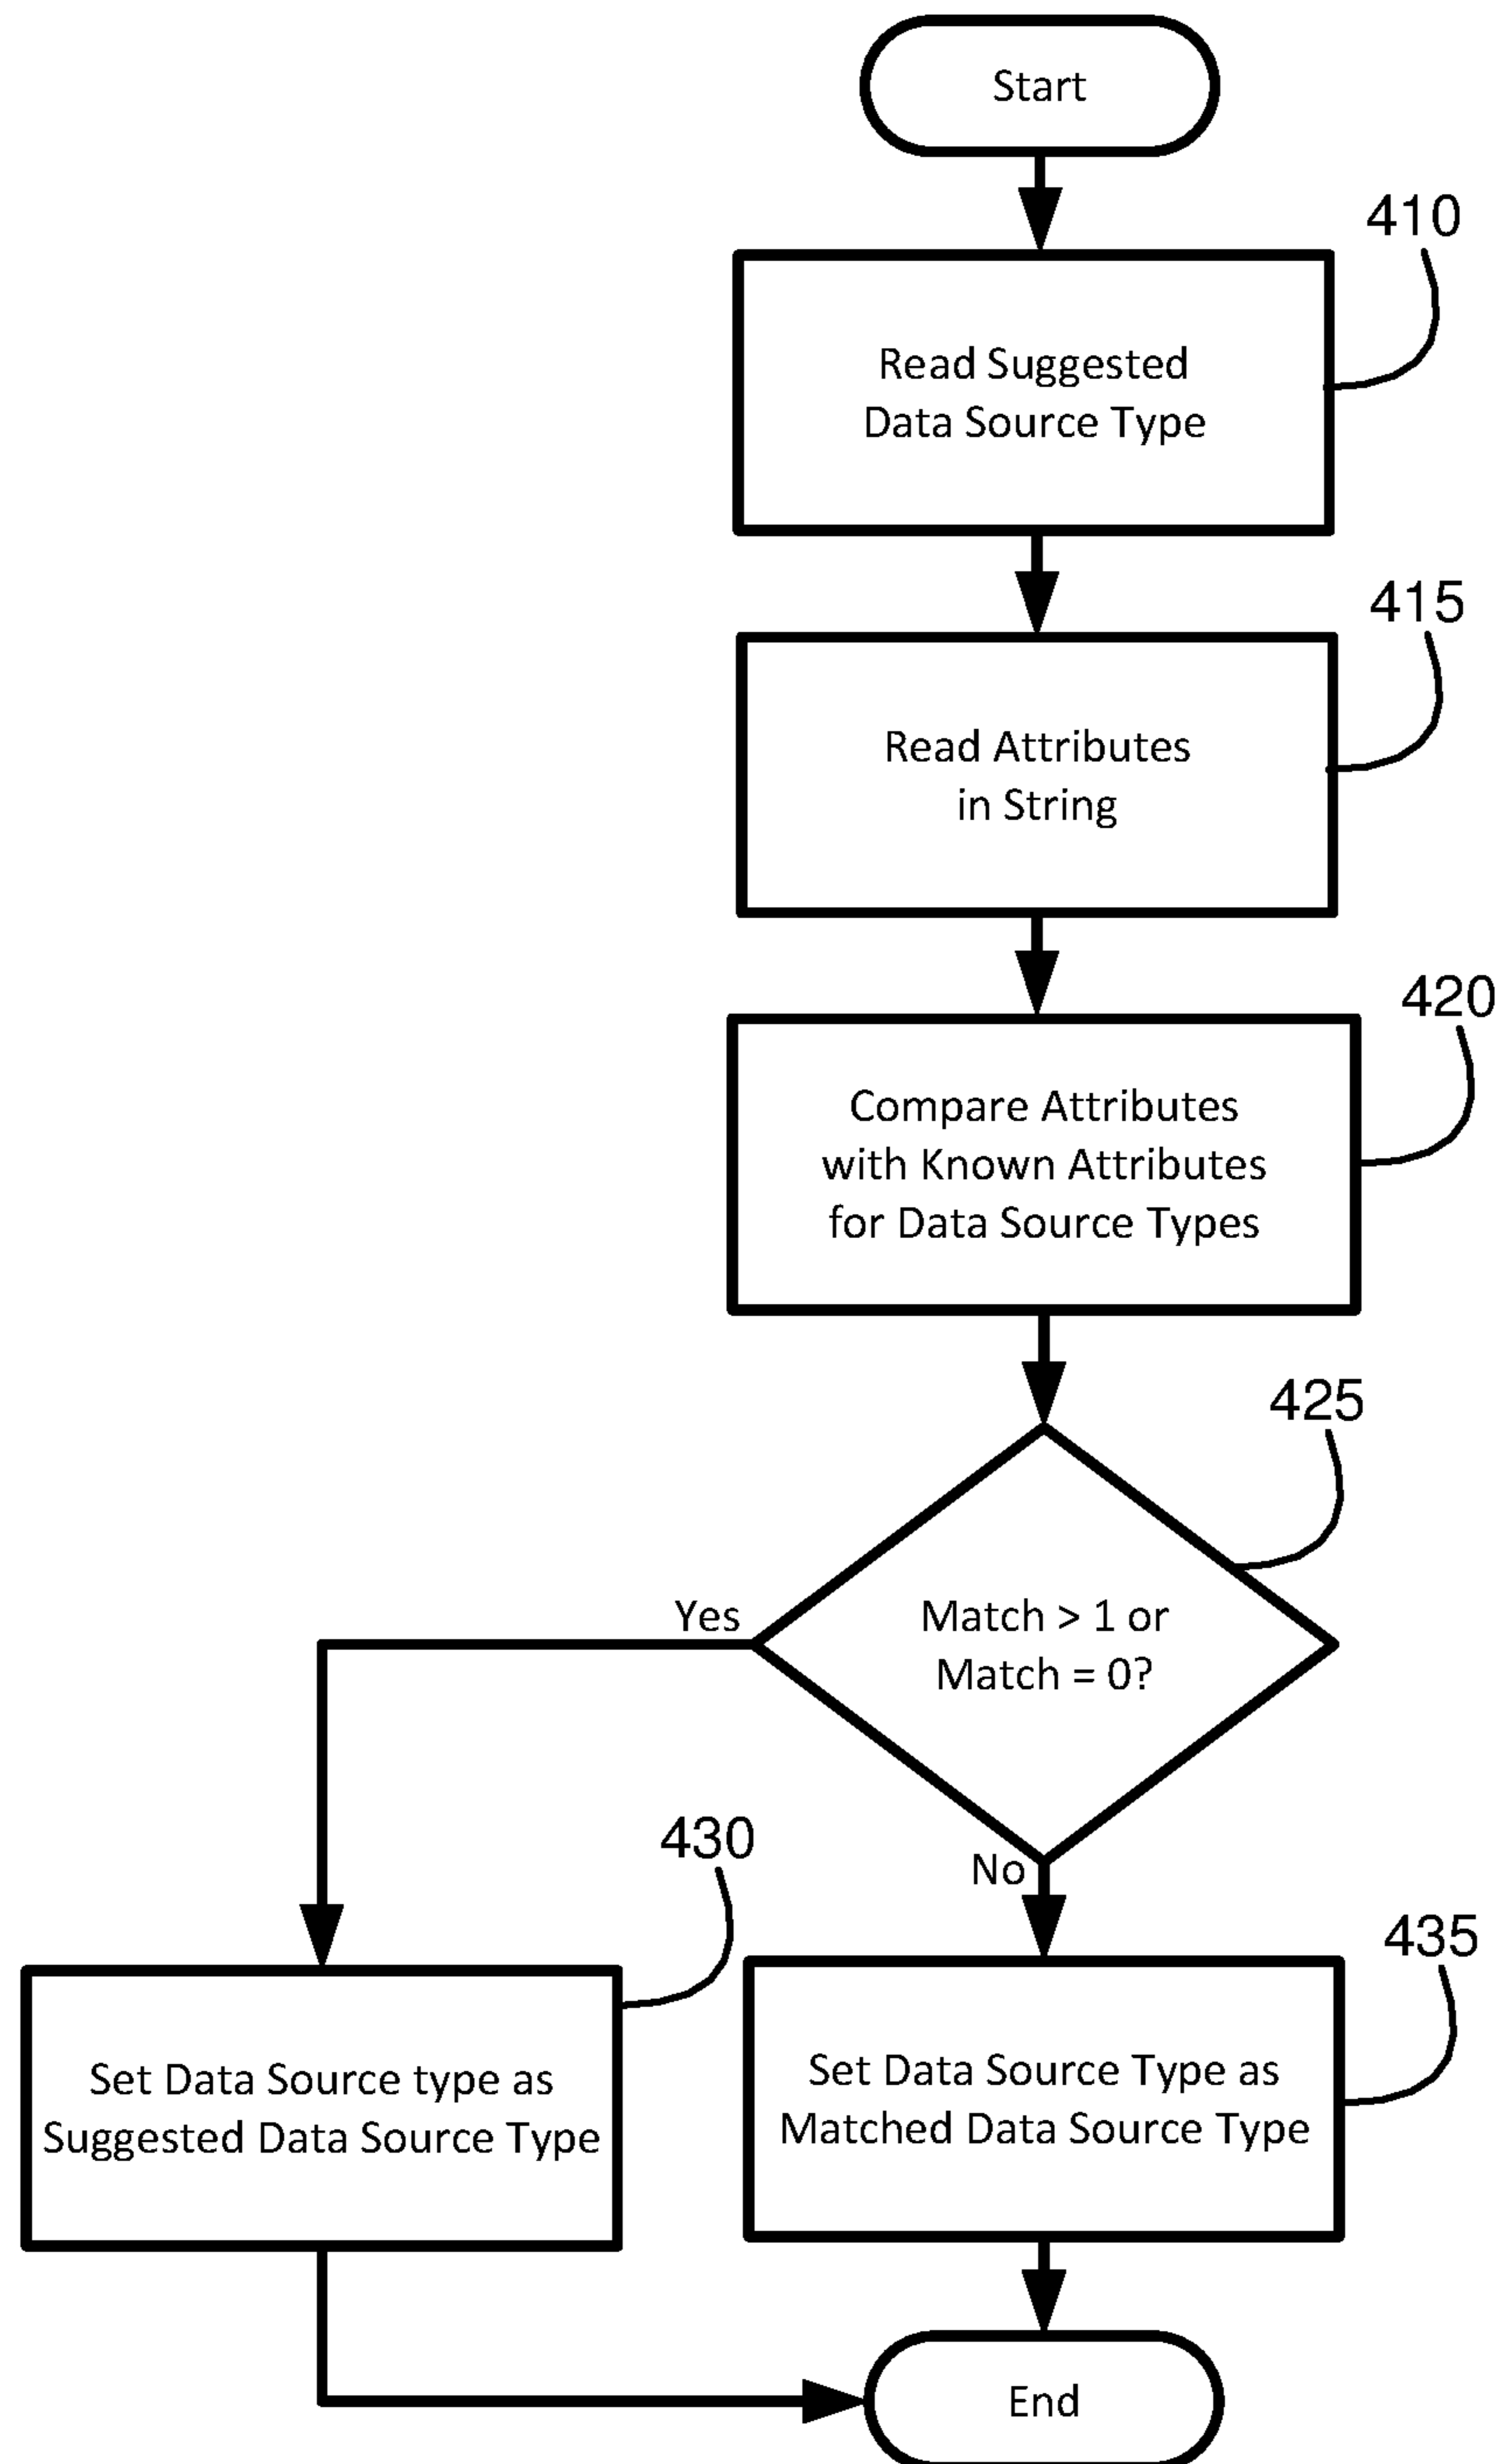 Start
410
Read Suggested
Data Source Type
415
Read Attributes
in String
420
Compare Attributes
with Known Attributes
for Data Source Types
425
Yes
Match > 1 or
Match = 0?
No
430
Set Data Source type as
Suggested Data Source Type
435
Set Data Source Type as
Matched Data Source Type
End